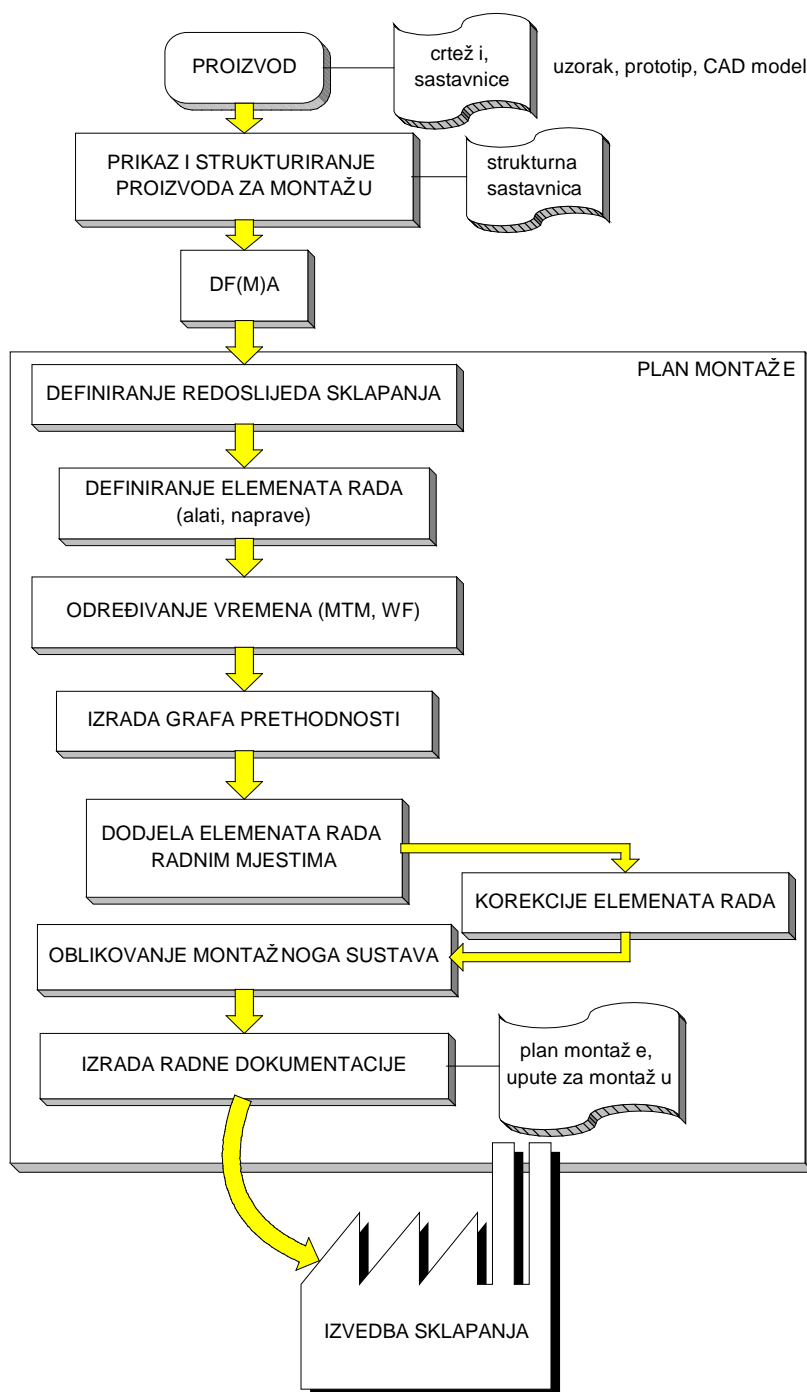 PROIZVOD
crtež i,
sastavnice
uzorak, prototip, CAD model
PRIKAZ I STRUKTURIRANJE
PROIZVODA ZA MONTAŽU
strukturna
sastavnica
DF(M)A
PLAN MONTAŽE
DEFINIRANJE REDOSLIJEDA SKLAPANJA
DEFINIRANJE ELEMENATA RADA
(alati, naprave)
ODREĐIVANJE VREMENA (MTM, WF)
IZRADA GRAFA PRETHODNOSTI
DODJELA ELEMENATA RADA
RADNIM MJESTIMA
KOREKCIJE ELEMENATA RADA
OBLIKOVANJE MONTAŽNOGA SUSTAVA
IZRADA RADNE DOKUMENTACIJE
plan montaž e,
upute za montaž u
IZVEDBA SKLAPANJA